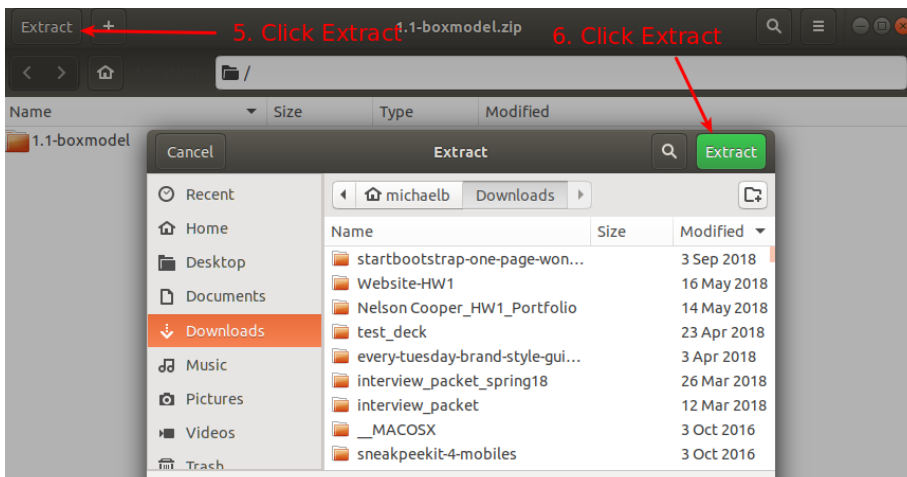 Extract + 5. Click Extract 1.1-boxmodel.zip 6. Click Extract
/
Name Size Type Modified
1.1-boxmodel
Cancel Extract Extract
Recent michaelb Downloads
Home Name Size Modified
Desktop startbootstrap-one-page-won... 3 Sep 2018
Website-HW1 16 May 2018
Documents Nelson Cooper_HW1_Portfolio 14 May 2018
Downloads test_deck 23 Apr 2018
every-tuesday-brand-style-gui... 3 Apr 2018
Music interview_packet_spring18 26 Mar 2018
Pictures interview_packet 12 Mar 2018
Videos __MACOSX 3 Oct 2016
Trash sneakpeekit-4-mobiles 3 Oct 2016